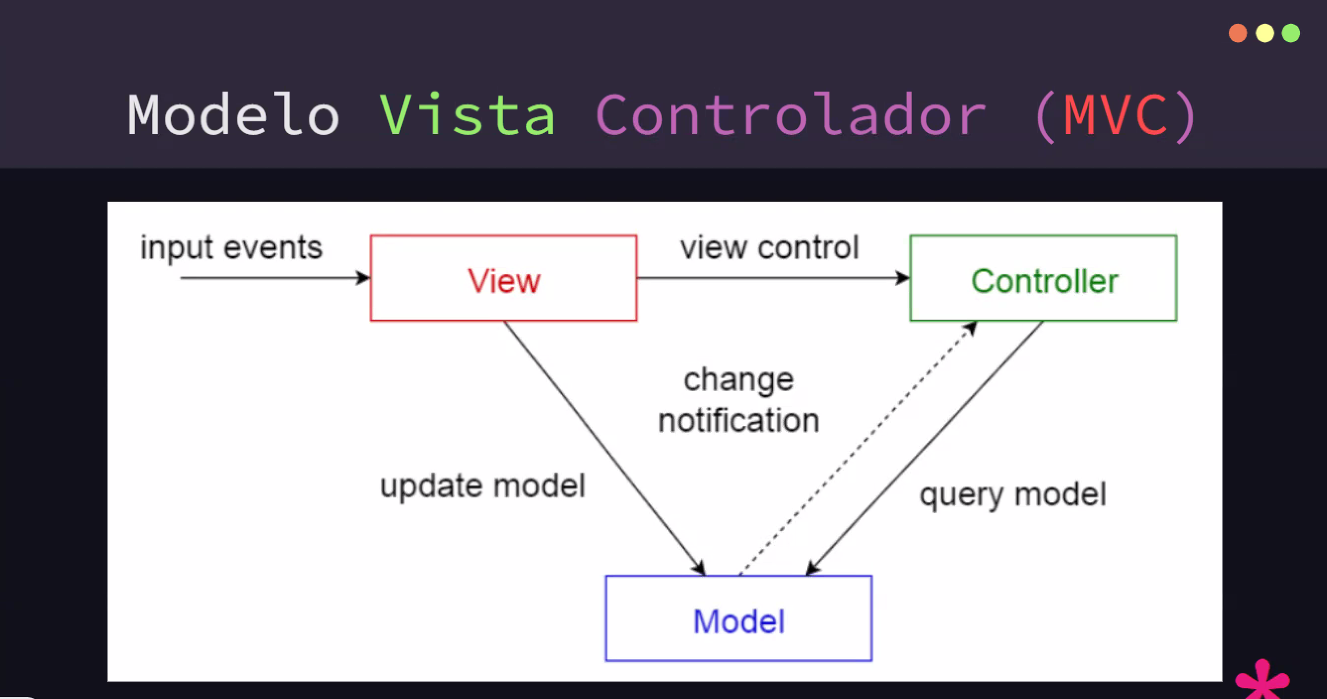 Modelo Vista Controlador (MVC)
input events
View
view control
Controller
change
notification
update model
query model
Model